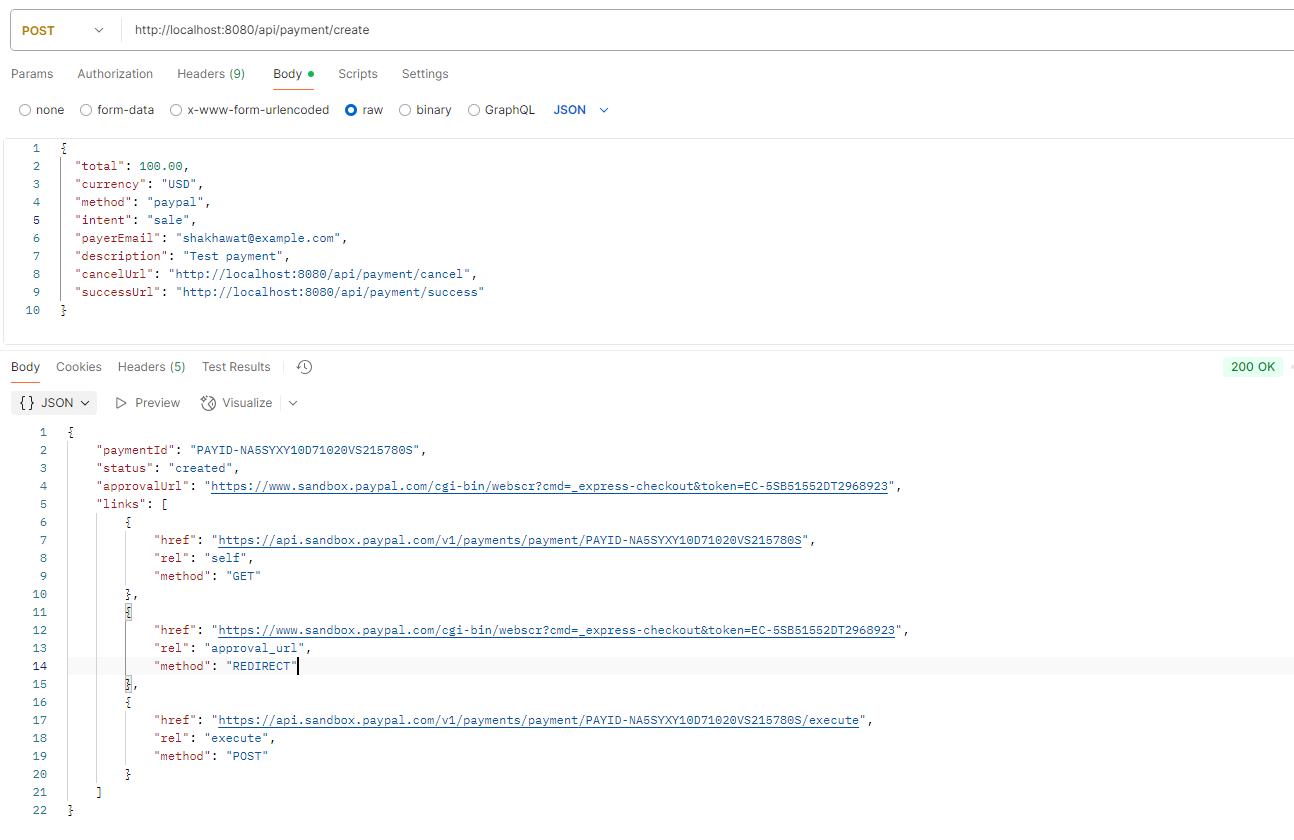 POST http://localhost:8080/api/payment/create
Params Authorization Headers (9) Body Scripts Settings
none form-data x-www-form-urlencoded raw binary GraphQL JSON
1 {
2 "total": 100.00,
3 "currency": "USD",
4 "method": "paypal",
5 "intent": "sale",
6 "payerEmail": "shakhawat@example.com",
7 "description": "Test payment",
8 "cancelUrl": "http://localhost:8080/api/payment/cancel",
9 "successUrl": "http://localhost:8080/api/payment/success"
10 }
Body Cookies Headers (5) Test Results 200 OK
{} JSON Preview Visualize
1 {
2 "paymentId": "PAYID-NA5SYXY10D71020VS215780S",
3 "status": "created",
4 "approvalUrl": "https://www.sandbox.paypal.com/cgi-bin/webscr?cmd=_express-checkout&token=EC-5SB51552DT2968923",
5 "links": [
6 {
7 "href": "https://api.sandbox.paypal.com/v1/payments/payment/PAYID-NA5SYXY10D71020VS215780S",
8 "rel": "self",
9 "method": "GET"
10 },
11 {
12 "href": "https://www.sandbox.paypal.com/cgi-bin/webscr?cmd=_express-checkout&token=EC-5SB51552DT2968923",
13 "rel": "approval_url",
14 "method": "REDIRECT"
15 },
16 {
17 "href": "https://api.sandbox.paypal.com/v1/payments/payment/PAYID-NA5SYXY10D71020VS215780S/execute",
18 "rel": "execute",
19 "method": "POST"
20 }
21 ]
22 }